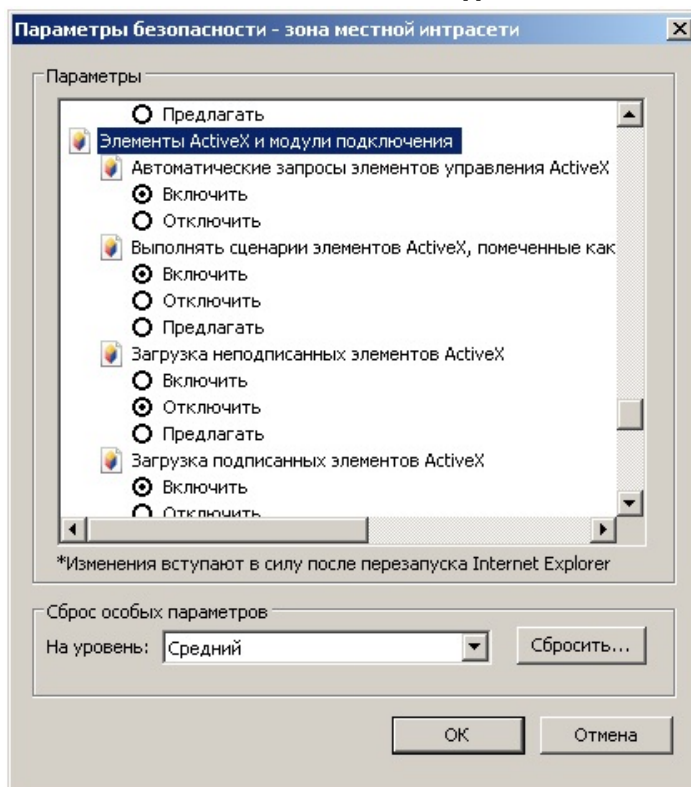 Параметры безопасности - зона местной интрасети
Параметры
Предлагать
Элементы ActiveX и модули подключения
Автоматические запросы элементов управления ActiveX
Включить
Отключить
Выполнять сценарии элементов ActiveX, помеченные как
Включить
Отключить
Предлагать
Загрузка неподписанных элементов ActiveX
Включить
Отключить
Предлагать
Загрузка подписанных элементов ActiveX
Включить
Отключить
*Изменения вступают в силу после перезапуска Internet Explorer
Сброс особых параметров
На уровень: Средний Сбросить...
ОК Отмена